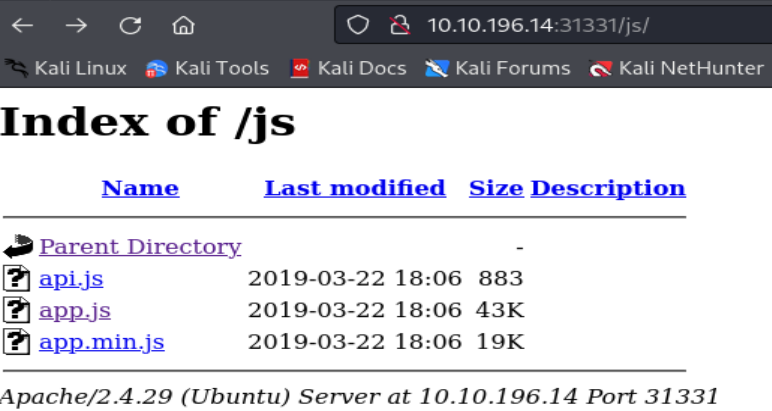 10.10.196.14:31331/js/
Kali Linux Kali Tools Kali Docs Kali Forums Kali NetHunter
Index of /js
Name Last modified Size Description
Parent Directory -
api.js 2019-03-22 18:06 883
app.js 2019-03-22 18:06 43K
app.min.js 2019-03-22 18:06 19K
Apache/2.4.29 (Ubuntu) Server at 10.10.196.14 Port 31331